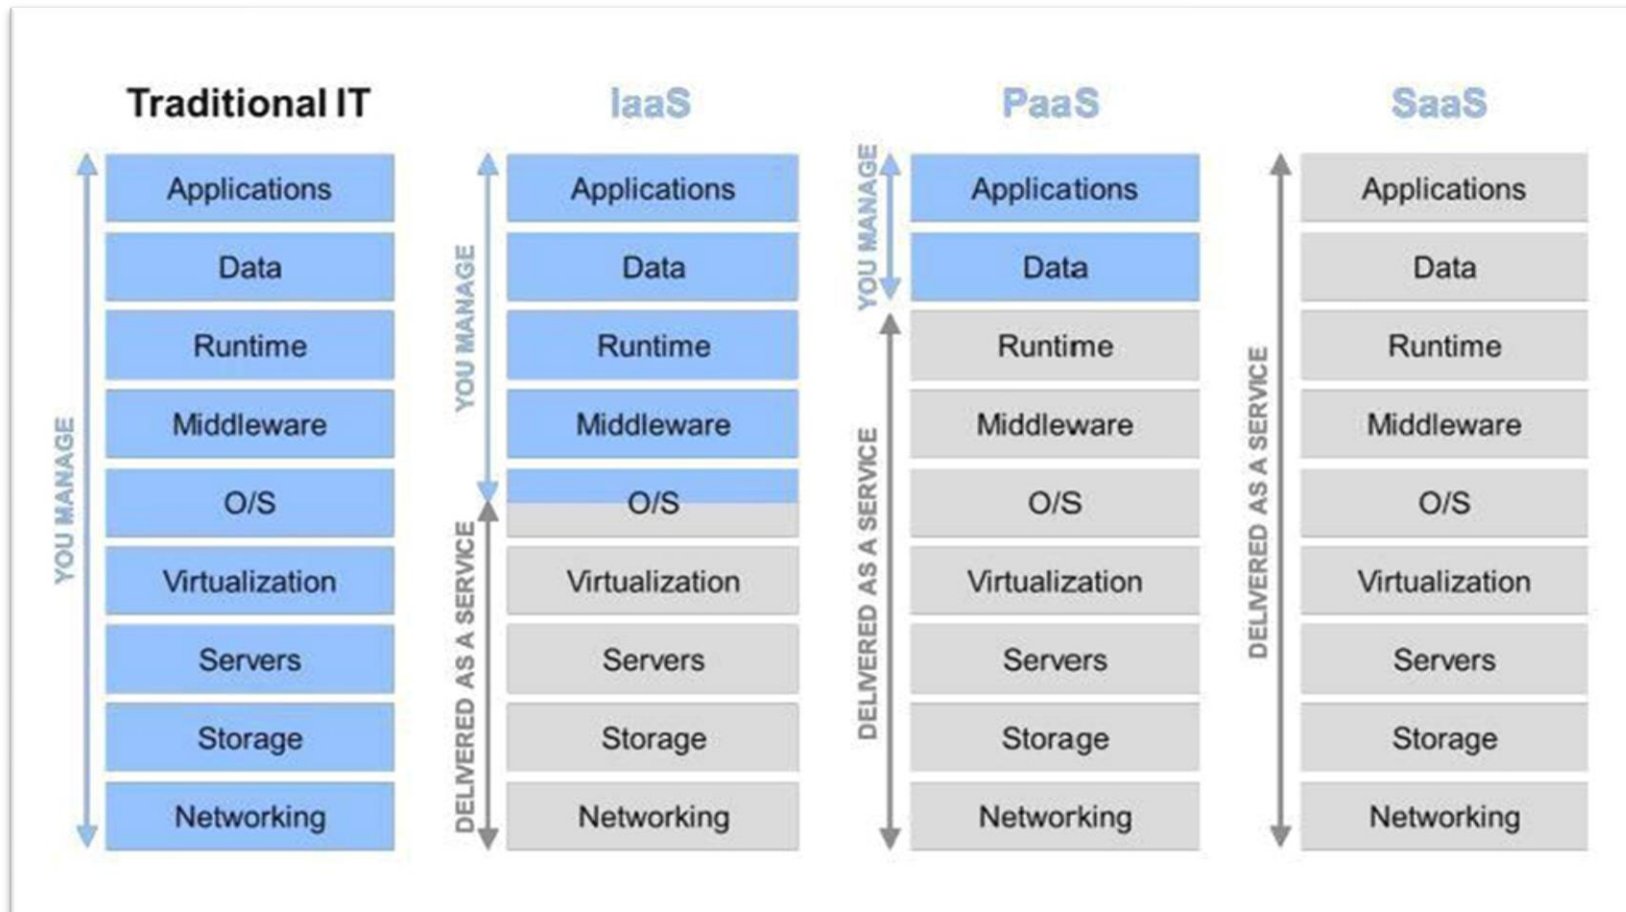 Traditional IT
YOU MANAGE
Applications
Data
Runtime
Middleware
O/S
Virtualization
Servers
Storage
Networking
IaaS
YOU MANAGE
DELIVERED AS A SERVICE
Applications
Data
Runtime
Middleware
O/S
Virtualization
Servers
Storage
Networking
PaaS
YOU MANAGE
DELIVERED AS A SERVICE
Applications
Data
Runtime
Middleware
O/S
Virtualization
Servers
Storage
Networking
SaaS
DELIVERED AS A SERVICE
Applications
Data
Runtime
Middleware
O/S
Virtualization
Servers
Storage
Networking